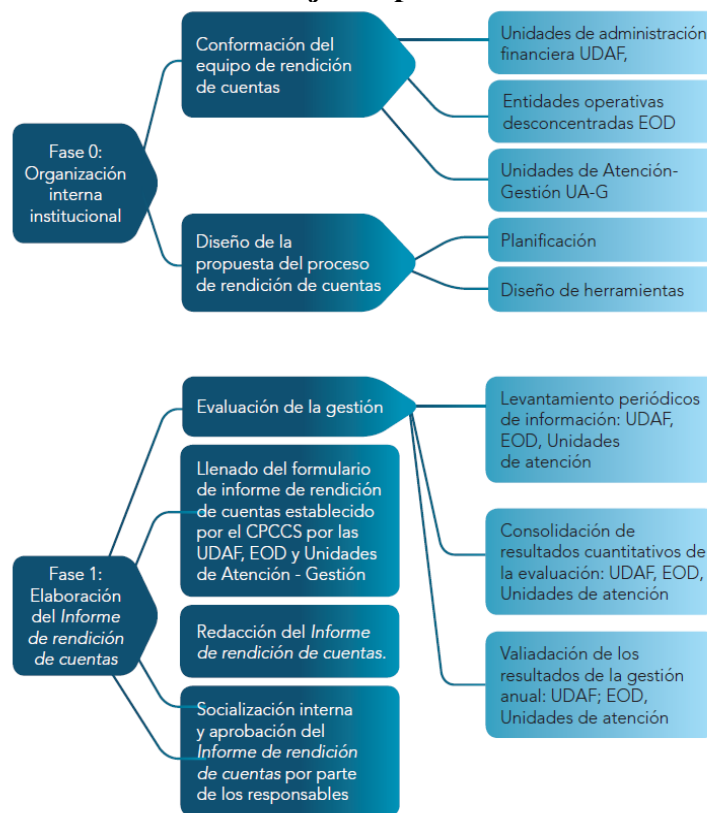 Conformación del
equipo de rendición
de cuentas
Unidades de administración
financiera UDAF,
Entidades operativas
desconcentradas EOD
Unidades de Atención-
Gestión UA-G
Fase 0:
Organización
interna
institucional
Diseño de la
propuesta del proceso
de rendición de cuentas
Planificación
Diseño de herramientas
Evaluación de la gestión
Levantamiento periódicos
de información: UDAF,
EOD, Unidades
de atención
Llenado del formulario
de informe de rendición
de cuentas establecido
por el CPCCS por las
UDAF, EOD y Unidades
de Atención - Gestión
Consolidación de
resultados cuantitativos de
la evaluación: UDAF, EOD,
Unidades de atención
Fase 1:
Elaboración
del Informe
de rendición
de cuentas
Redacción del Informe
de rendición de cuentas.
Valiadación de los
resultados de la gestión
anual: UDAF; EOD,
Unidades de atención
Socialización interna
y aprobación del
Informe de rendición
de cuentas por parte
de los responsables